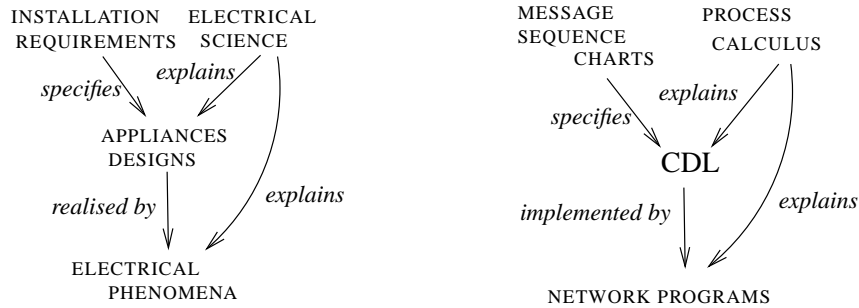 INSTALLATION
REQUIREMENTS
ELECTRICAL
SCIENCE
specifies
explains
APPLIANCES
DESIGNS
realised by
explains
ELECTRICAL
PHENOMENA
MESSAGE
SEQUENCE
CHARTS
PROCESS
CALCULUS
specifies
explains
CDL
implemented by
explains
NETWORK PROGRAMS